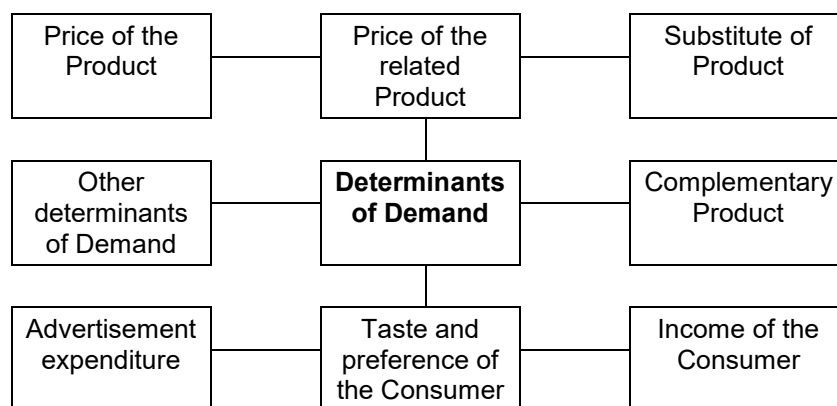 Price of the
Product
Price of the
related
Product
Substitute of
Product
Other
determinants
of Demand
Determinants
of Demand
Complementary
Product
Advertisement
expenditure
Taste and
preference of
the Consumer
Income of the
Consumer